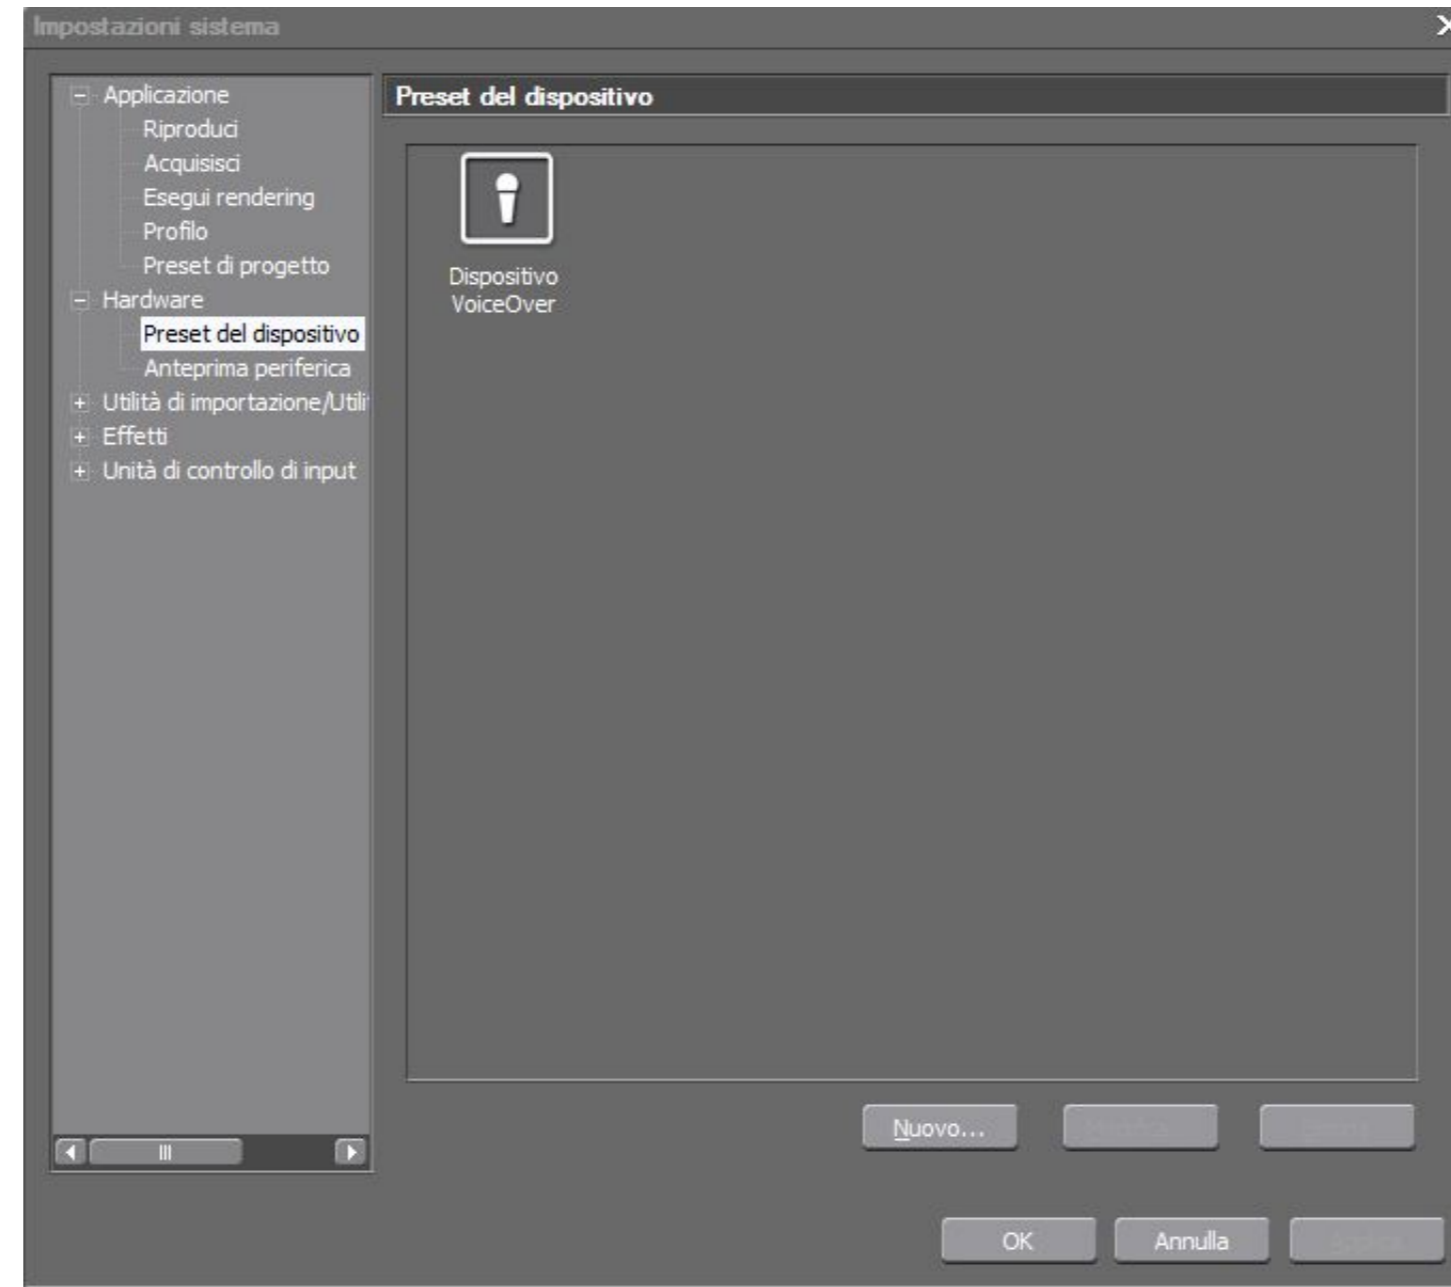 Impostazioni sistema
Applicazione
Riproduci
Acquisisci
Esegui rendering
Profilo
Preset di progetto
Hardware
Preset del dispositivo
Anteprima periferica
Utilità di importazione/Utili
Effetti
Unità di controllo di input
Preset del dispositivo
Dispositivo
VoiceOver
Nuovo...
OK
Annulla